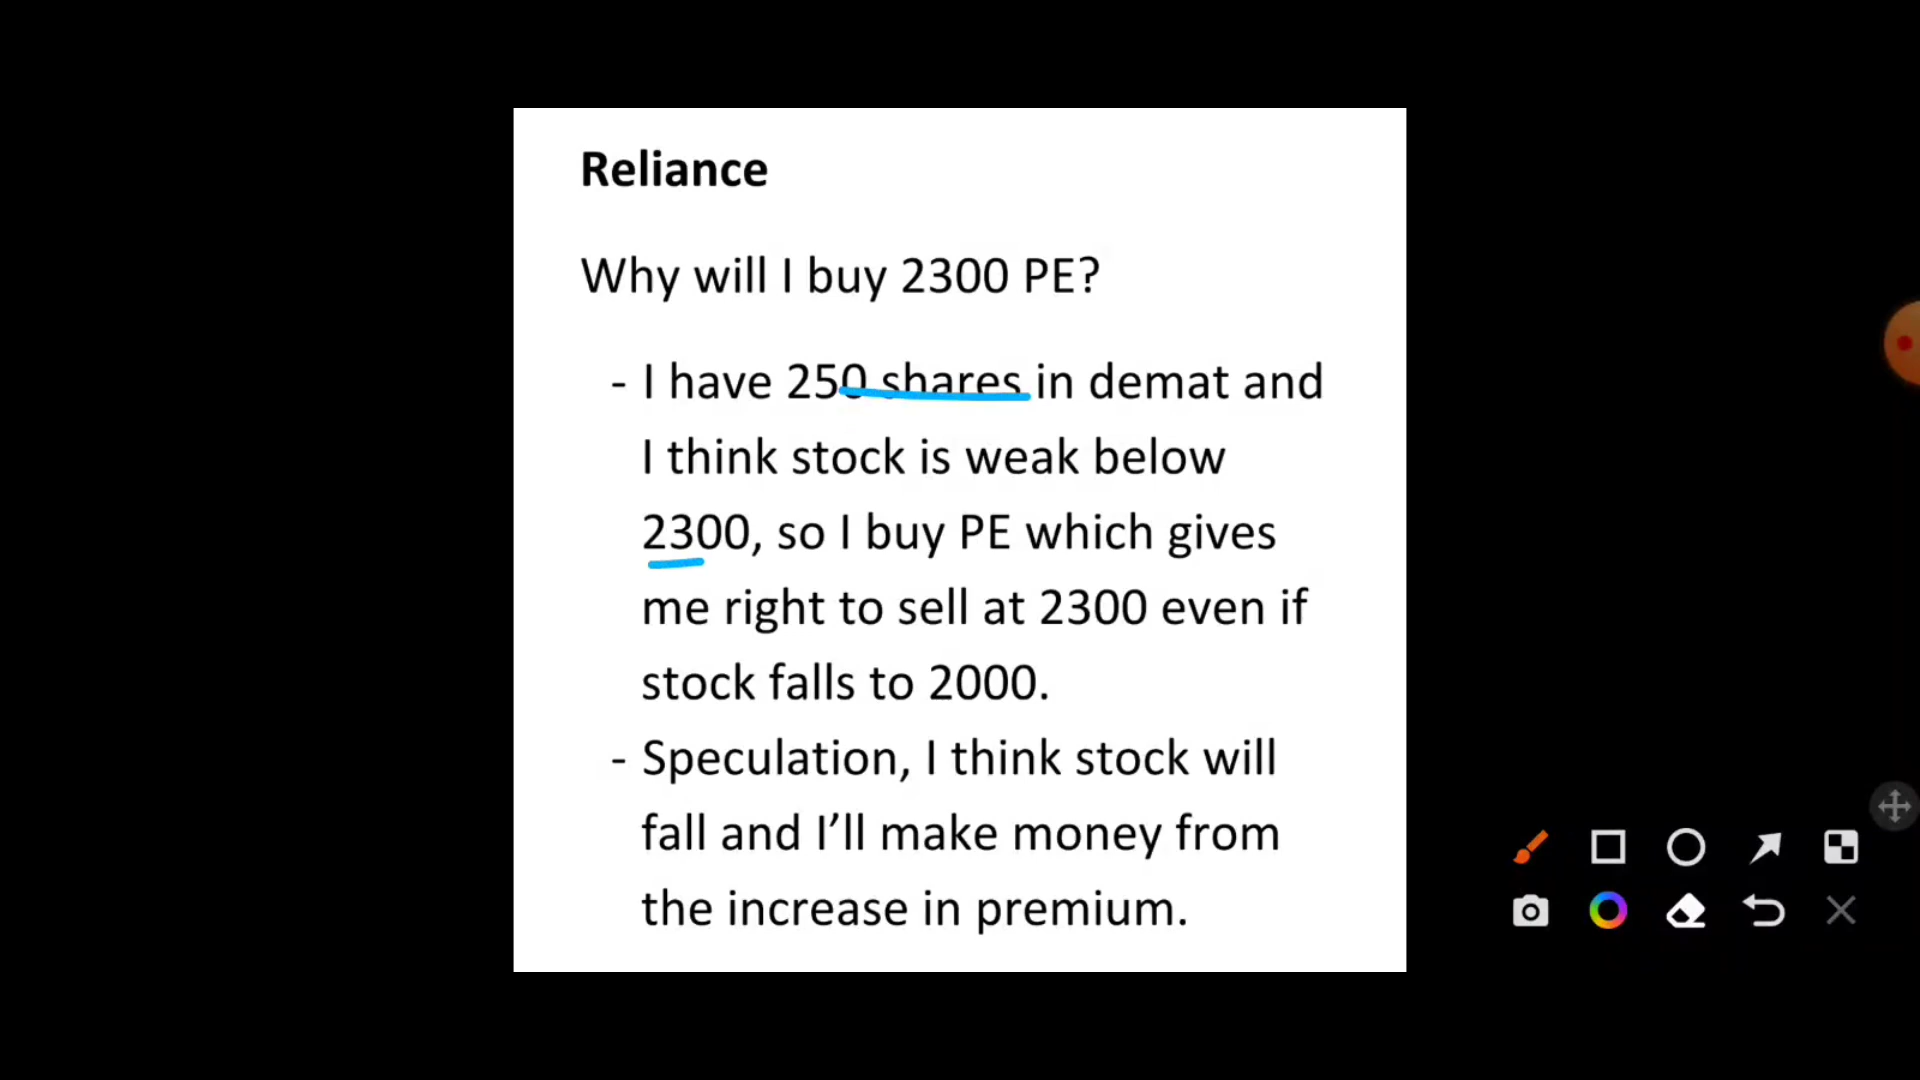 Reliance
Why will I buy 2300 PE?
- I have 250 shares in demat and
I think stock is weak below
2300, so I buy PE which gives
me right to sell at 2300 even if
stock falls to 2000.
- Speculation, I think stock will
fall and I’ll make money from
the increase in premium.